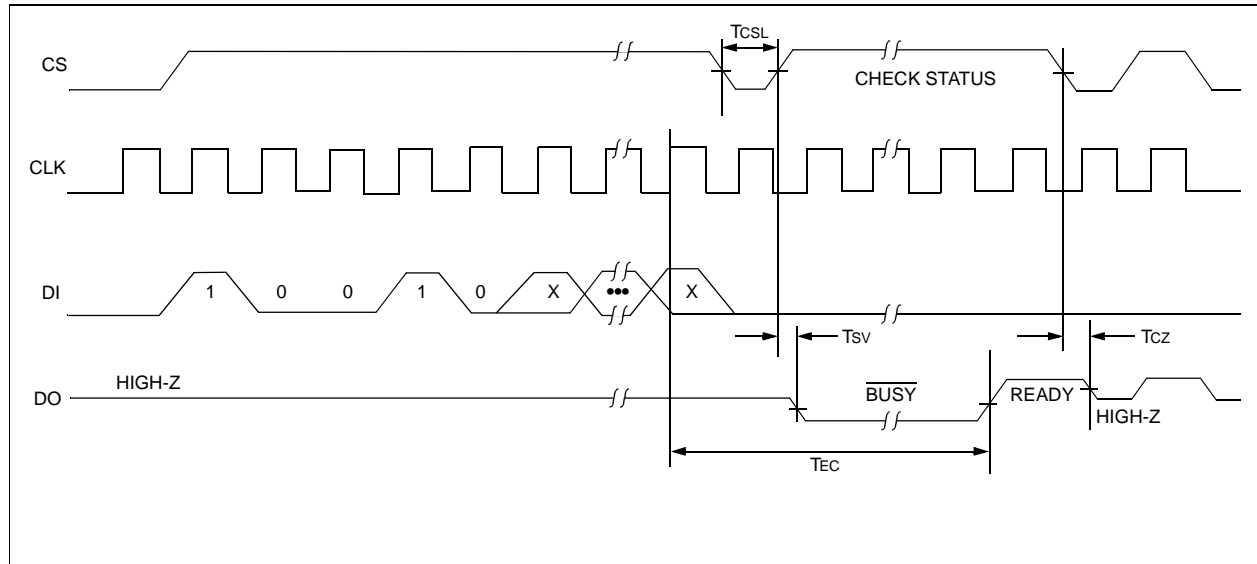 TCSL
CS
CHECK STATUS
CLK
DI
1 0 0 1 0 X ••• X
TSV
TCZ
HIGH-Z
DO
BUSY
READY
HIGH-Z
TEC